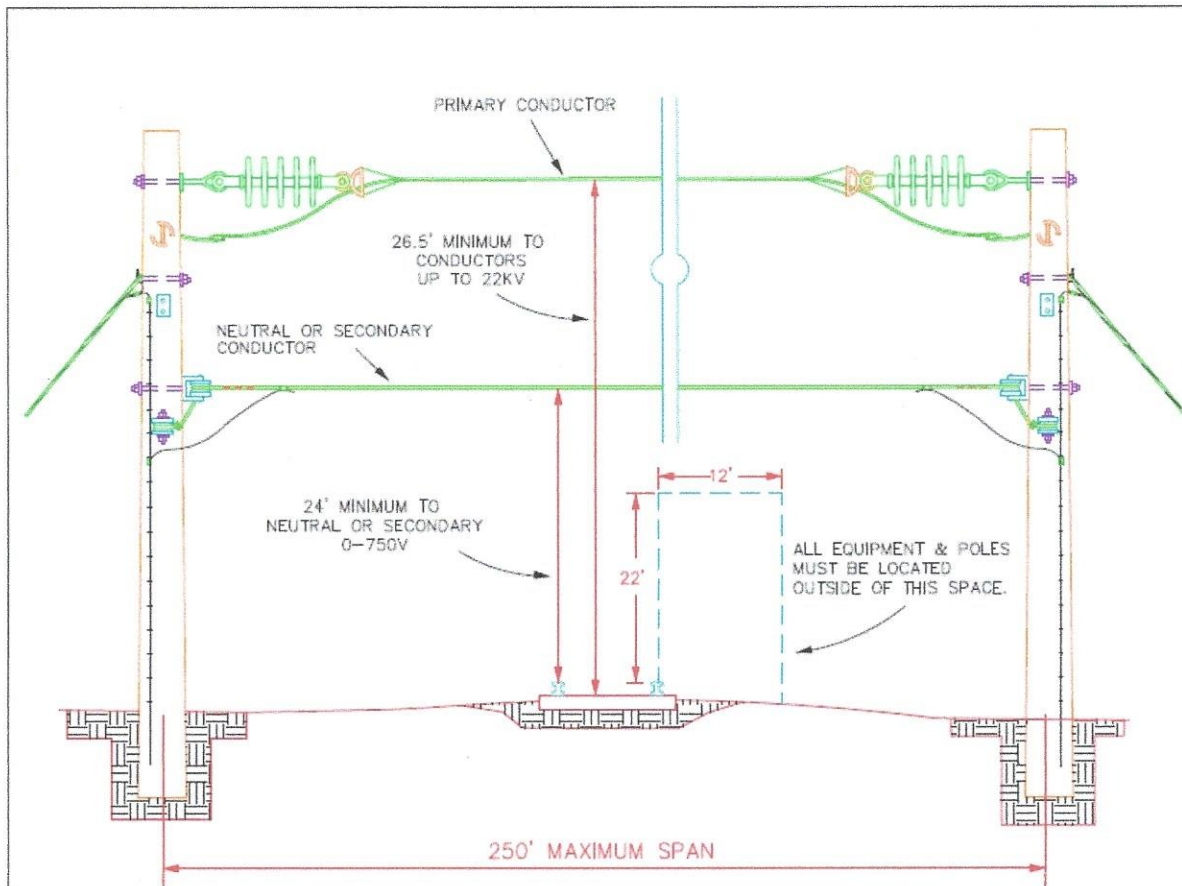 PRIMARY CONDUCTOR
26.5' MINIMUM TO
CONDUCTORS
UP TO 22KV
NEUTRAL OR SECONDARY
CONDUCTOR
12'
24' MINIMUM TO
NEUTRAL OR SECONDARY
0-750V
22'
ALL EQUIPMENT & POLES
MUST BE LOCATED
OUTSIDE OF THIS SPACE.
250' MAXIMUM SPAN